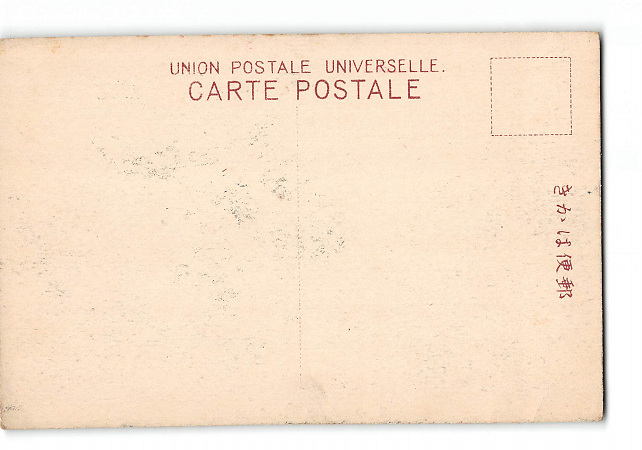 UNION POSTALE UNIVERSELLE.
CARTE POSTALE
郵便はかき